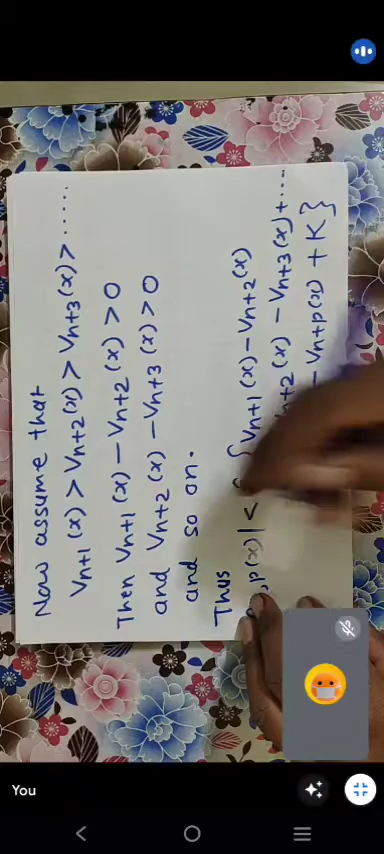 Now assume that
Vn+1 (x) > Vn+2 (x) > Vn+3 (x) > .....
Then Vn+1 (x) - Vn+2 (x) > 0
and Vn+2 (x) - Vn+3 (x) > 0
and so on.
Thus
p(x)| < { Vn+1 (x) - Vn+2 (x)
n+2 (x) - Vn+3 (x) + ...
- Vn+p (x) + K }
You